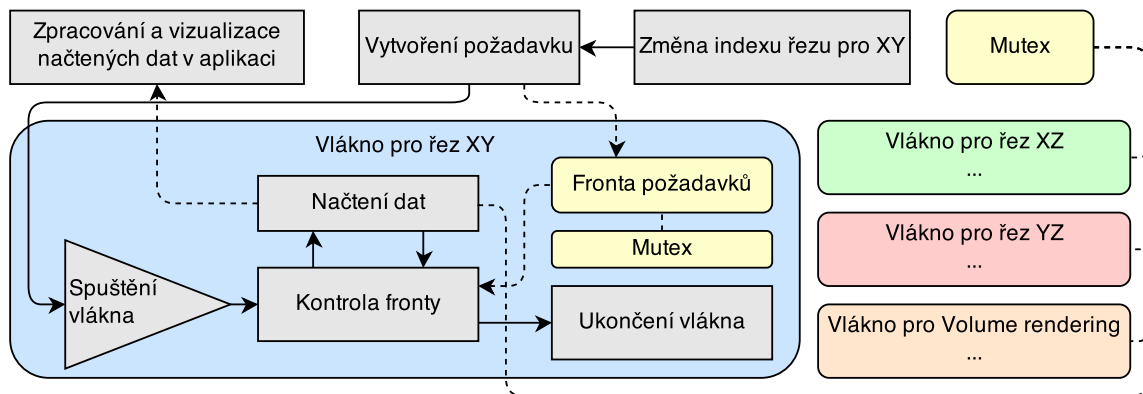 Zpracování a vizualizace
načtených dat v aplikaci
Vytvoření požadavku
Změna indexu řezu pro XY
Mutex
Vlákno pro řez XY
Fronta požadavků
Mutex
Načtení dat
Spuštění
vlákna
Kontrola fronty
Ukončení vlákna
Vlákno pro řez XZ
...
Vlákno pro řez YZ
...
Vlákno pro Volume rendering
...